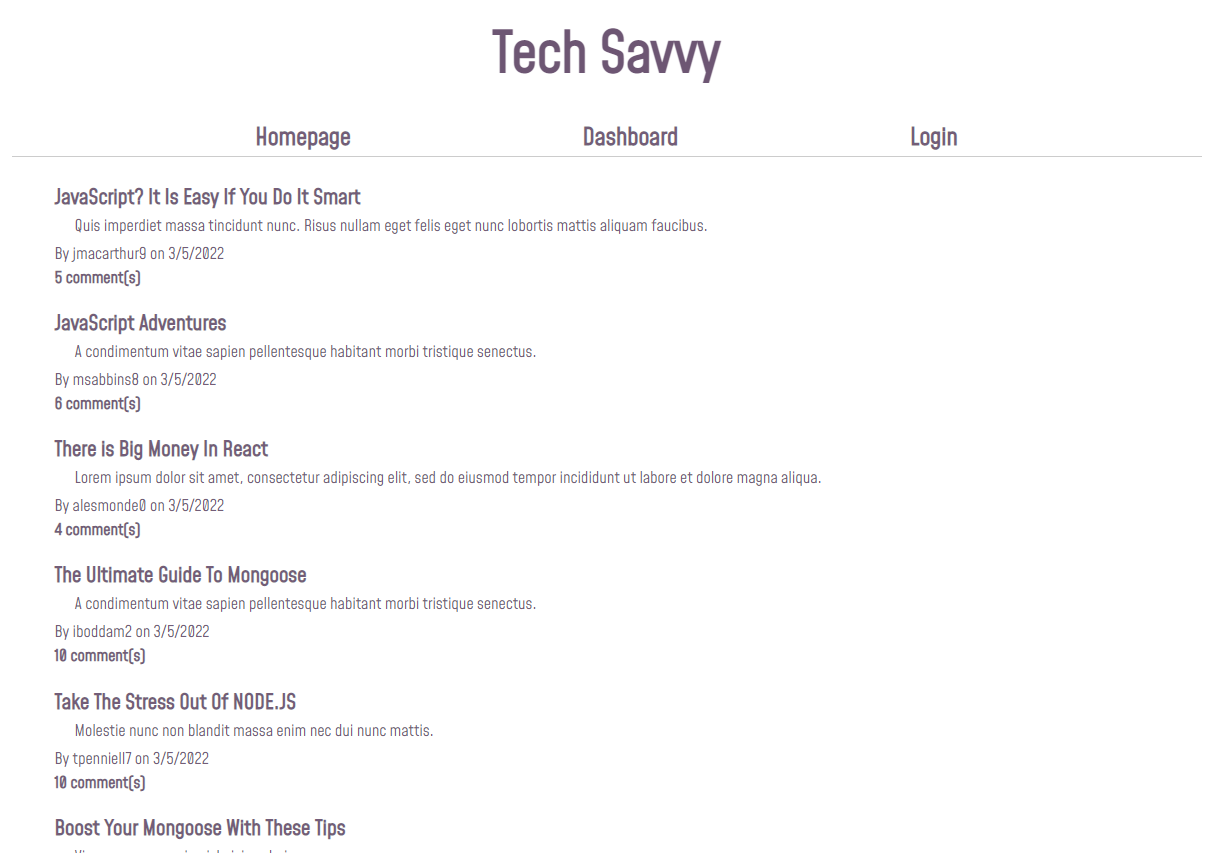 Tech Savvy
Homepage Dashboard Login
JavaScript? It Is Easy If You Do It Smart
Quis imperdiet massa tincidunt nunc. Risus nullam eget felis eget nunc lobortis mattis aliquam faucibus.
By jmacarthur9 on 3/5/2022
5 comment(s)
JavaScript Adventures
A condimentum vitae sapien pellentesque habitant morbi tristique senectus.
By msabbins8 on 3/5/2022
6 comment(s)
There is Big Money In React
Lorem ipsum dolor sit amet, consectetur adipiscing elit, sed do eiusmod tempor incididunt ut labore et dolore magna aliqua.
By alesmonde0 on 3/5/2022
4 comment(s)
The Ultimate Guide To Mongoose
A condimentum vitae sapien pellentesque habitant morbi tristique senectus.
By iboddam2 on 3/5/2022
10 comment(s)
Take The Stress Out Of NODE.JS
Molestie nunc non blandit massa enim nec dui nunc mattis.
By tpenniell7 on 3/5/2022
10 comment(s)
Boost Your Mongoose With These Tips